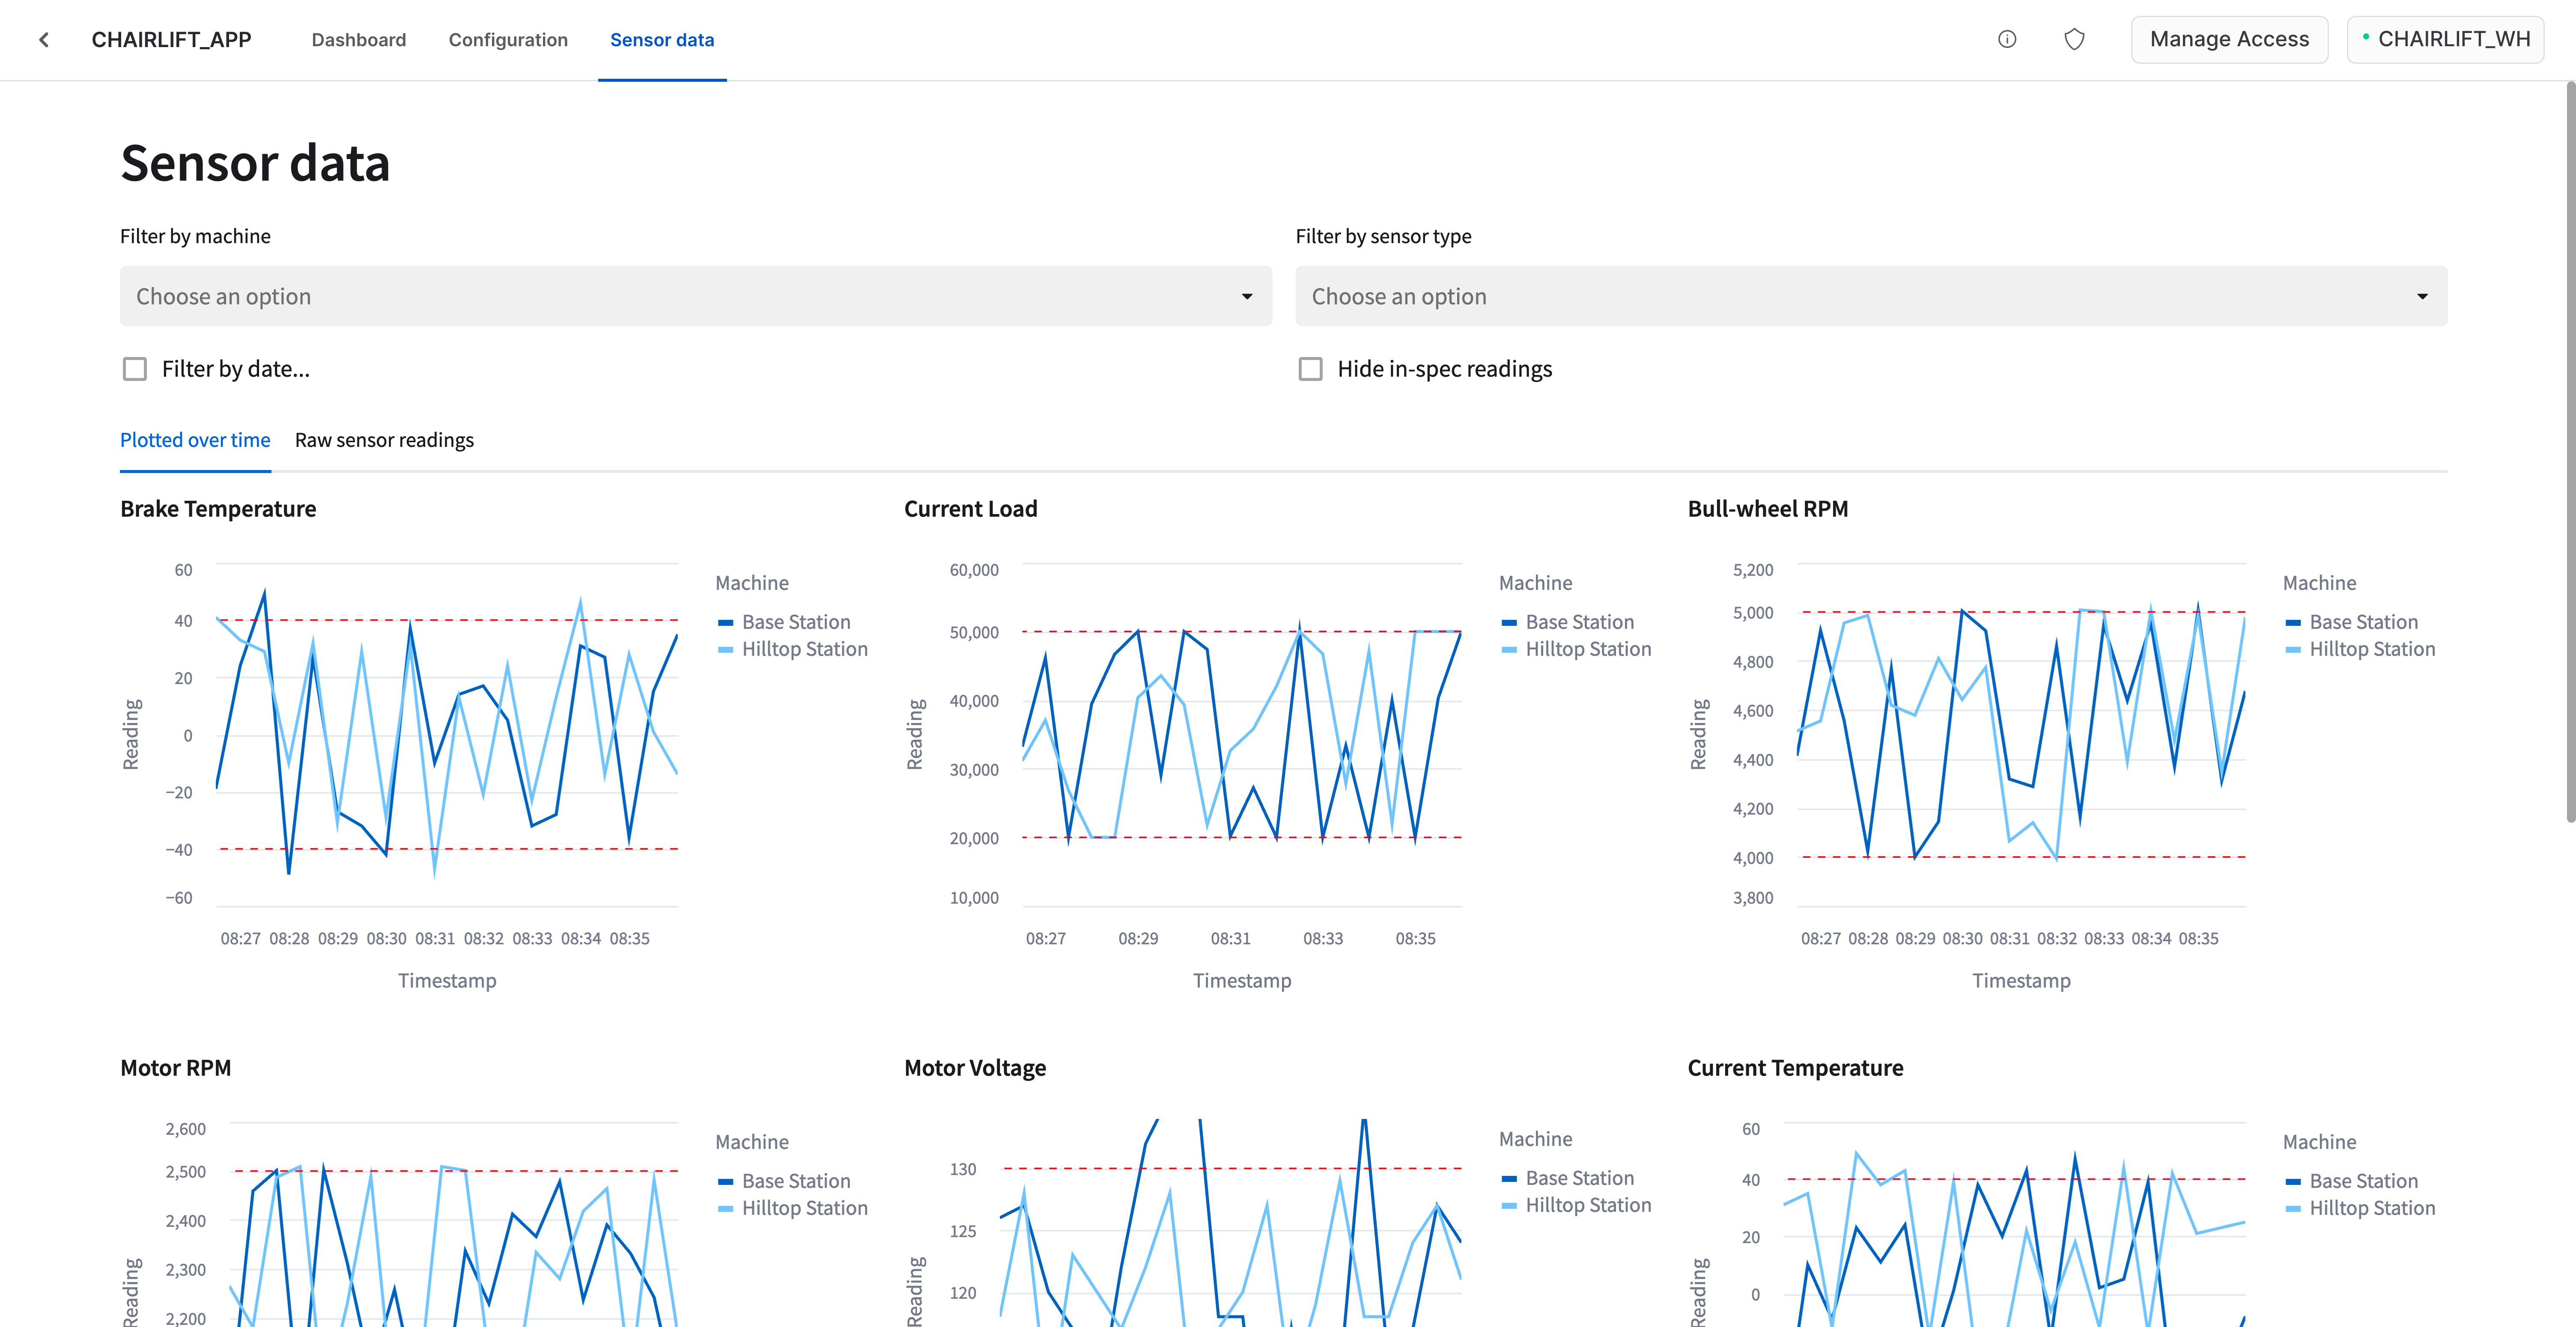 CHAIRLIFT_APP Dashboard Configuration Sensor data Manage Access CHAIRLIFT_WH
Sensor data
Filter by machine Filter by sensor type
Choose an option Choose an option
Filter by date... Hide in-spec readings
Plotted over time Raw sensor readings
Brake Temperature
60
40
20
0
−20
−40
−60
Reading
08:27 08:28 08:29 08:30 08:31 08:32 08:33 08:34 08:35
Timestamp
Machine
Base Station
Hilltop Station
Current Load
60,000
50,000
40,000
30,000
20,000
10,000
Reading
08:27 08:29 08:31 08:33 08:35
Timestamp
Machine
Base Station
Hilltop Station
Bull-wheel RPM
5,200
5,000
4,800
4,600
4,400
4,200
4,000
3,800
Reading
08:27 08:28 08:29 08:30 08:31 08:32 08:33 08:34 08:35
Timestamp
Machine
Base Station
Hilltop Station
Motor RPM
2,600
2,500
2,400
2,300
2,200
Reading
Machine
Base Station
Hilltop Station
Motor Voltage
130
125
120
Reading
Machine
Base Station
Hilltop Station
Current Temperature
60
40
20
0
Reading
Machine
Base Station
Hilltop Station